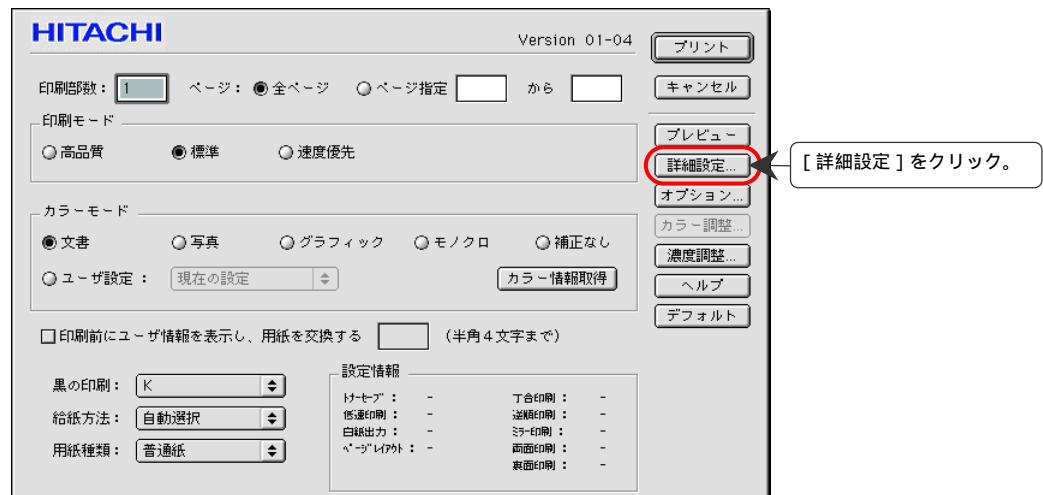 HITACHI
Version 01-04
プリント
印刷部数： 1 ページ： 全ページ ページ指定 から
キャンセル
印刷モード
高品質 標準 速度優先
プレビュー
詳細設定...
[ 詳細設定 ] をクリック。
オプション...
カラーモード
カラー調整...
文書 写真 グラフィック モノクロ 補正なし
濃度調整...
ユーザ設定： 現在の設定 カラー情報取得
ヘルプ
デフォルト
印刷前にユーザ情報を表示し、用紙を交換する (半角４文字まで)
黒の印刷： K
給紙方法： 自動選択
用紙種類： 普通紙
設定情報
ﾄﾅｰｾｰﾌﾞ： - 丁合印刷： -
低速印刷： - 逆順印刷： -
白紙出力： - ﾐﾗｰ印刷： -
ﾍﾟｰｼﾞﾚｲｱｳﾄ： - 両面印刷： -
裏面印刷： -